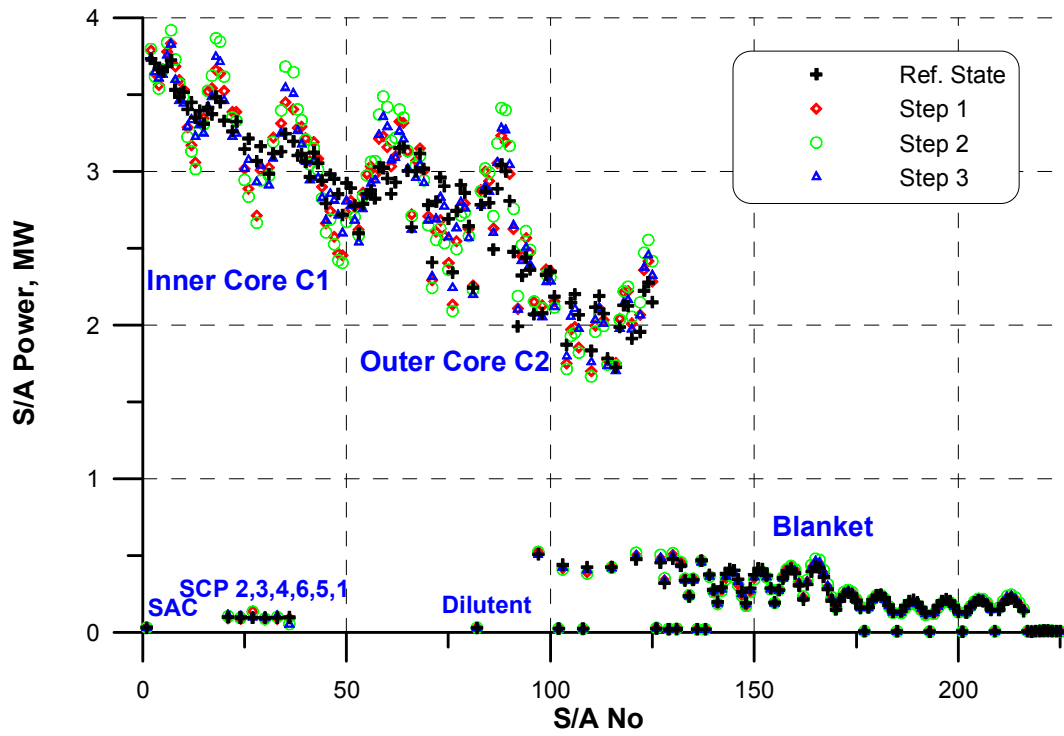 4
3
2
1
0
S/A Power, MW
Ref. State
Step 1
Step 2
Step 3
Inner Core C1
Outer Core C2
Blanket
SCP 2,3,4,6,5,1
SAC
Dilutent
0
50
100
150
200
S/A No